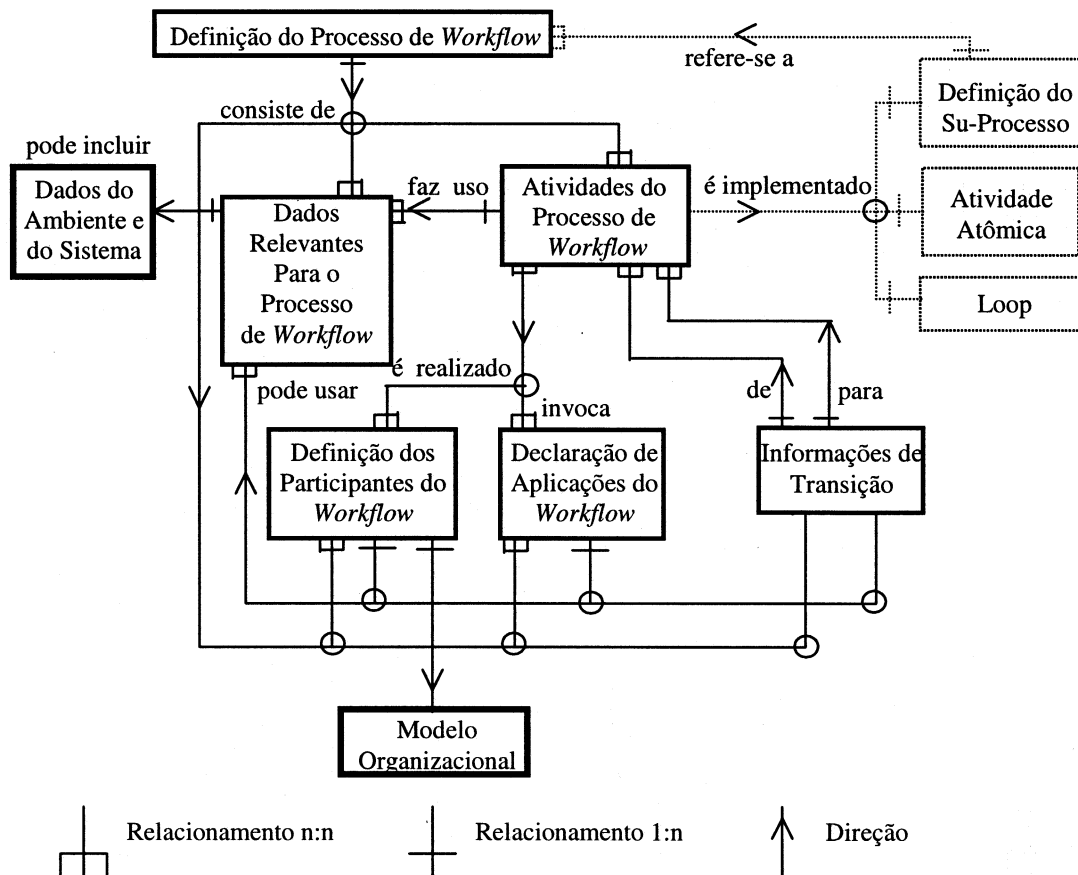 Definição do Processo de Workflow
refere-se a
Definição do
Su-Processo
consiste de
pode incluir
Dados do
Ambiente e
do Sistema
faz uso
Atividades do
Processo de
Workflow
é implementado
Atividade
Atômica
Dados
Relevantes
Para o
Processo
de Workflow
Loop
é realizado
pode usar
invoca
de
para
Definição dos
Participantes do
Workflow
Declaração de
Aplicações do
Workflow
Informações de
Transição
Modelo
Organizacional
Relacionamento n:n
Relacionamento 1:n
Direção